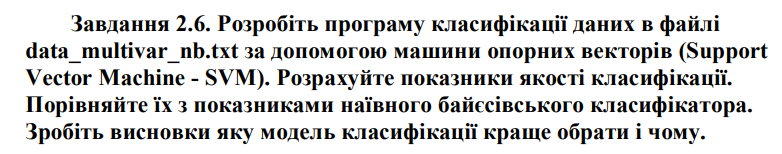 Завдання 2.6. Розробіть програму класифікації даних в файлі
data_multivar_nb.txt за допомогою машини опорних векторів (Support
Vector Machine - SVM). Розрахуйте показники якості класифікації.
Порівняйте їх з показниками наївного байєсівського класифікатора.
Зробіть висновки яку модель класифікації краще обрати і чому.